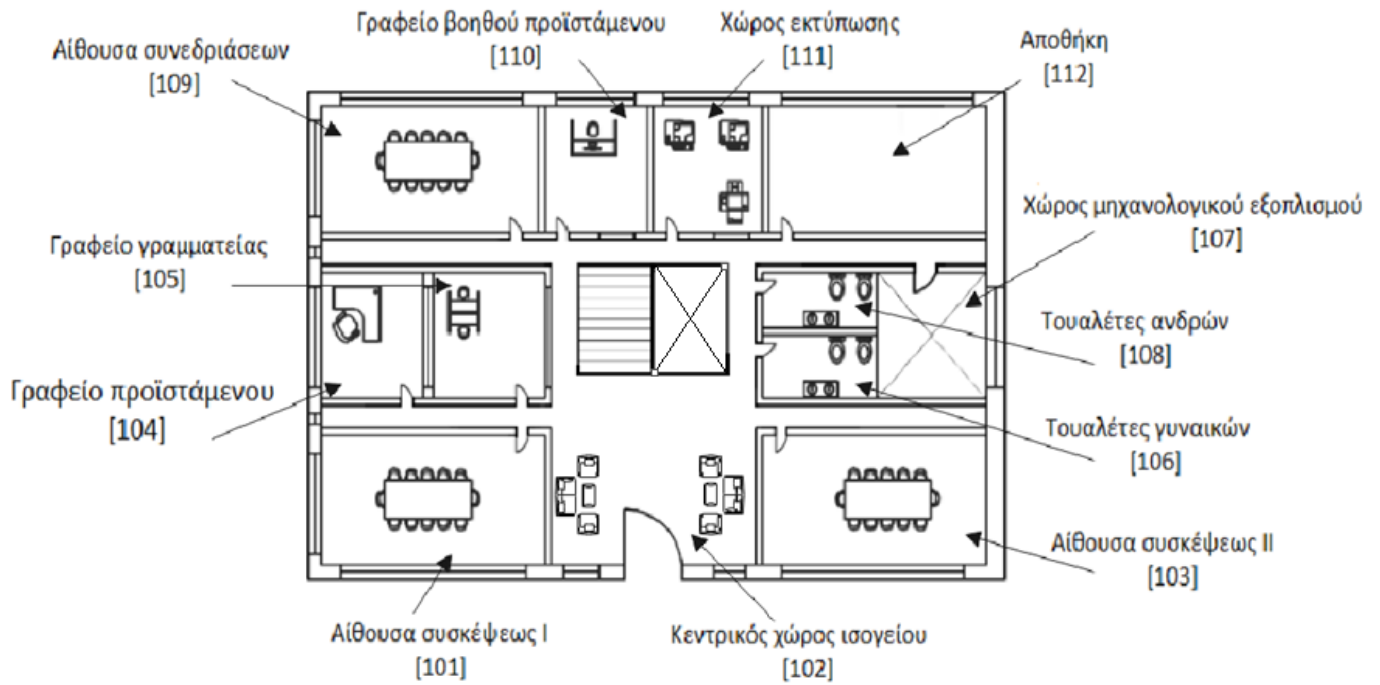 Γραφείο βοηθού προϊστάμενου
[110]
Χώρος εκτύπωσης
[111]
Αποθήκη
[112]
Αίθουσα συνεδριάσεων
[109]
Χώρος μηχανολογικού εξοπλισμού
[107]
Γραφείο γραμματείας
[105]
Τουαλέτες ανδρών
[108]
Γραφείο προϊστάμενου
[104]
Τουαλέτες γυναικών
[106]
Αίθουσα συσκέψεως ΙΙ
[103]
Αίθουσα συσκέψεως Ι
[101]
Κεντρικός χώρος ισογείου
[102]